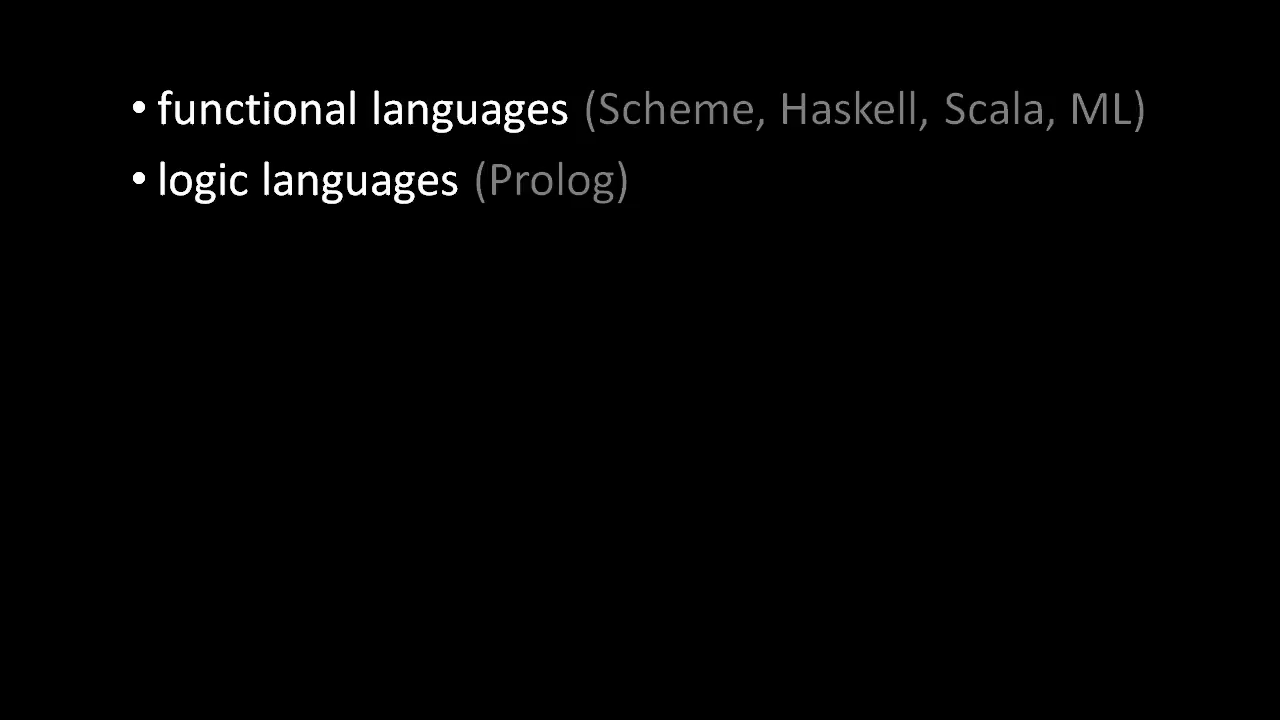 • functional languages (Scheme, Haskell, Scala, ML)
• logic languages (Prolog)